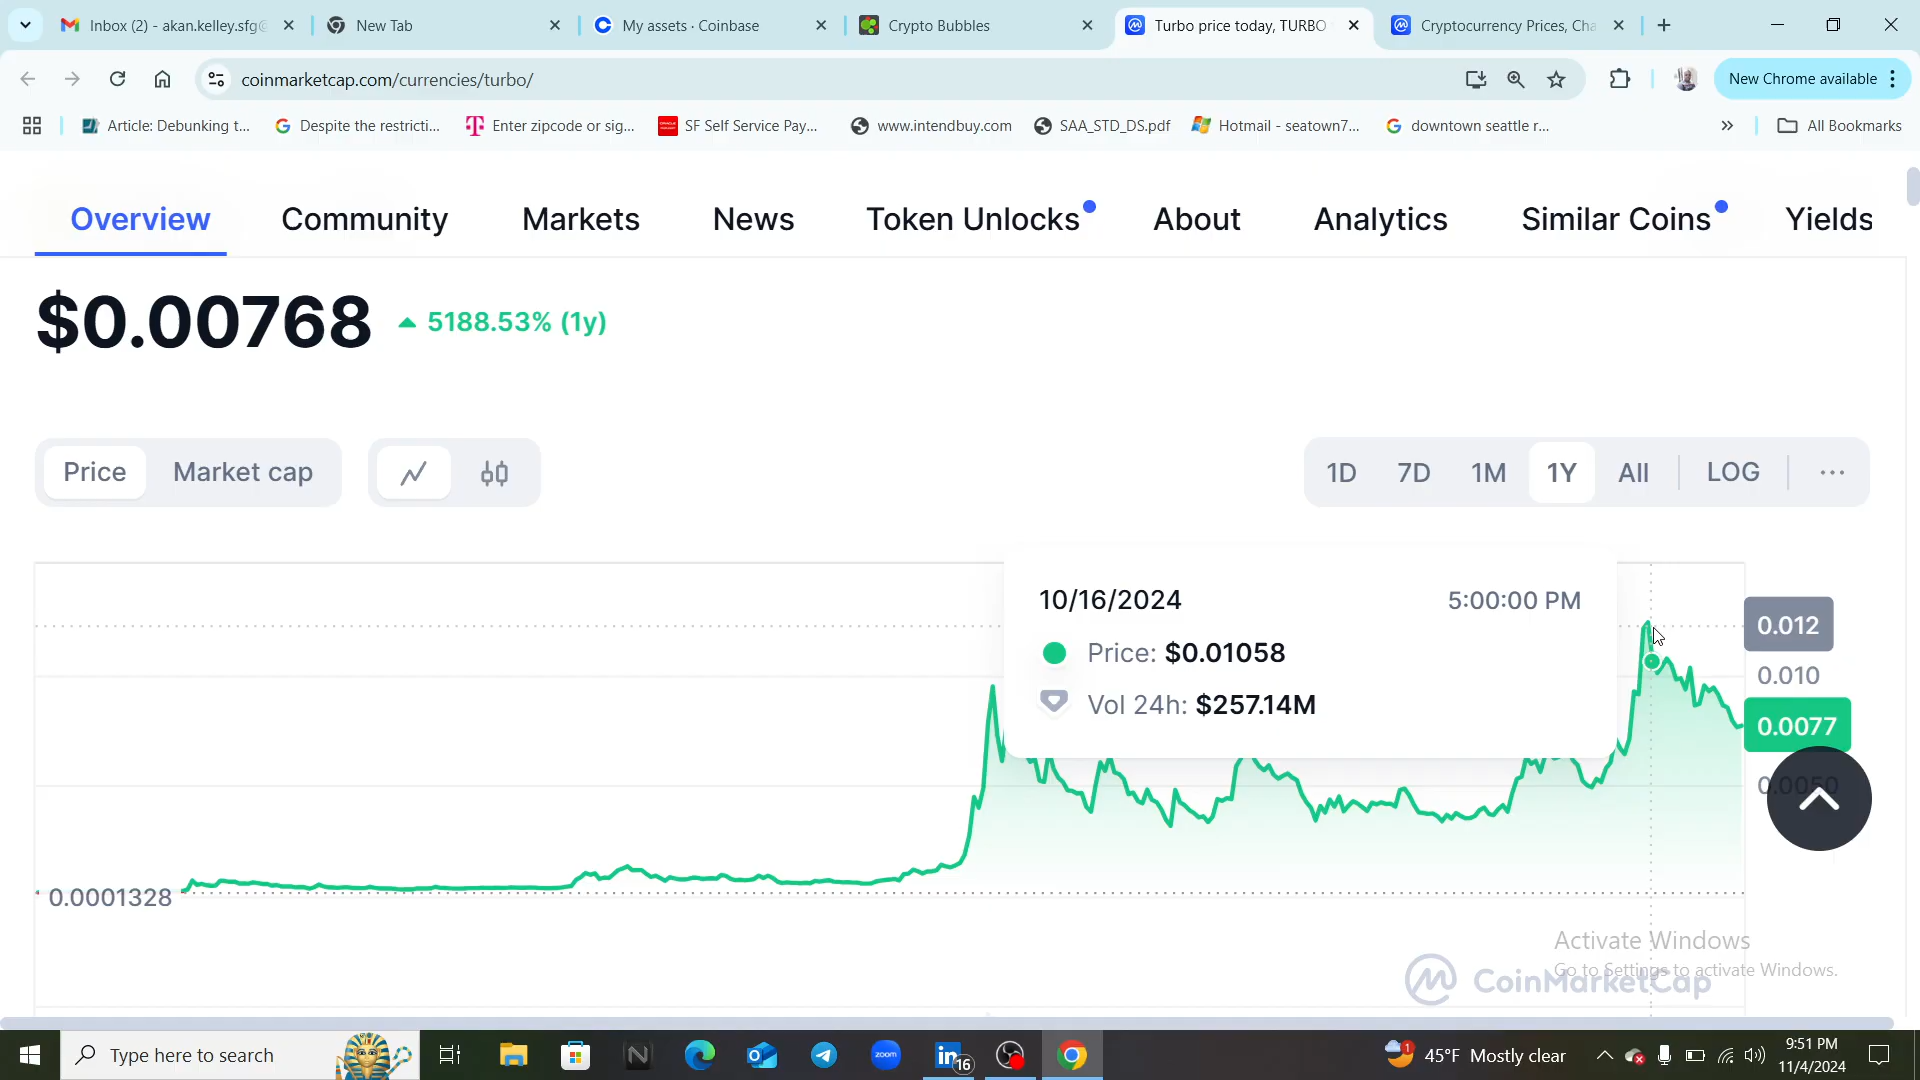 Inbox (2) - akan.kelley.sfg@
New Tab
My assets · Coinbase
Crypto Bubbles
Turbo price today, TURBO
Cryptocurrency Prices, Cha
coinmarketcap.com/currencies/turbo/
New Chrome available
Article: Debunking t...
Despite the restricti...
Enter zipcode or sig...
SF Self Service Pay...
www.intendbuy.com
SAA_STD_DS.pdf
Hotmail - seatown7...
downtown seattle r...
»
All Bookmarks
Overview
Community
Markets
News
Token Unlocks
About
Analytics
Similar Coins
Yields
$0.00768
5188.53% (1y)
Price
Market cap
1D
7D
1M
1Y
All
LOG
...
10/16/2024
5:00:00 PM
Price: $0.01058
Vol 24h: $257.14M
0.012
0.010
0.0077
0.0050
0.0001328
Activate Windows
Go to Settings to activate Windows.
CoinMarketCap
Type here to search
zoom
16
1
45°F Mostly clear
9:51 PM
11/4/2024